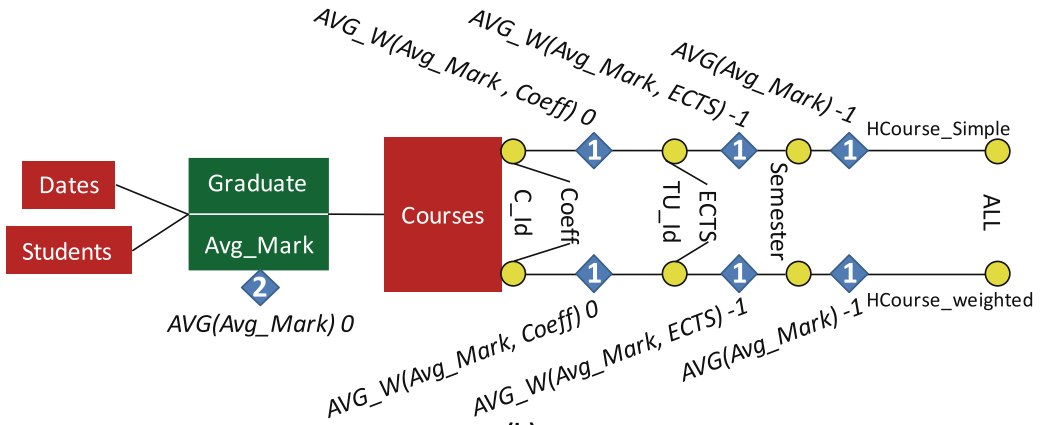 AVG_W(Avg_Mark, Coeff) 0
AVG_W(Avg_Mark, ECTS) -1
AVG(Avg_Mark) -1
HCourse_Simple
1
1
1
Dates
Students
Graduate
Avg_Mark
2
AVG(Avg_Mark) 0
Courses
C_Id
Coeff
TU_Id
ECTS
Semester
ALL
1
1
1
HCourse_weighted
AVG_W(Avg_Mark, Coeff) 0
AVG_W(Avg_Mark, ECTS) -1
AVG(Avg_Mark) -1